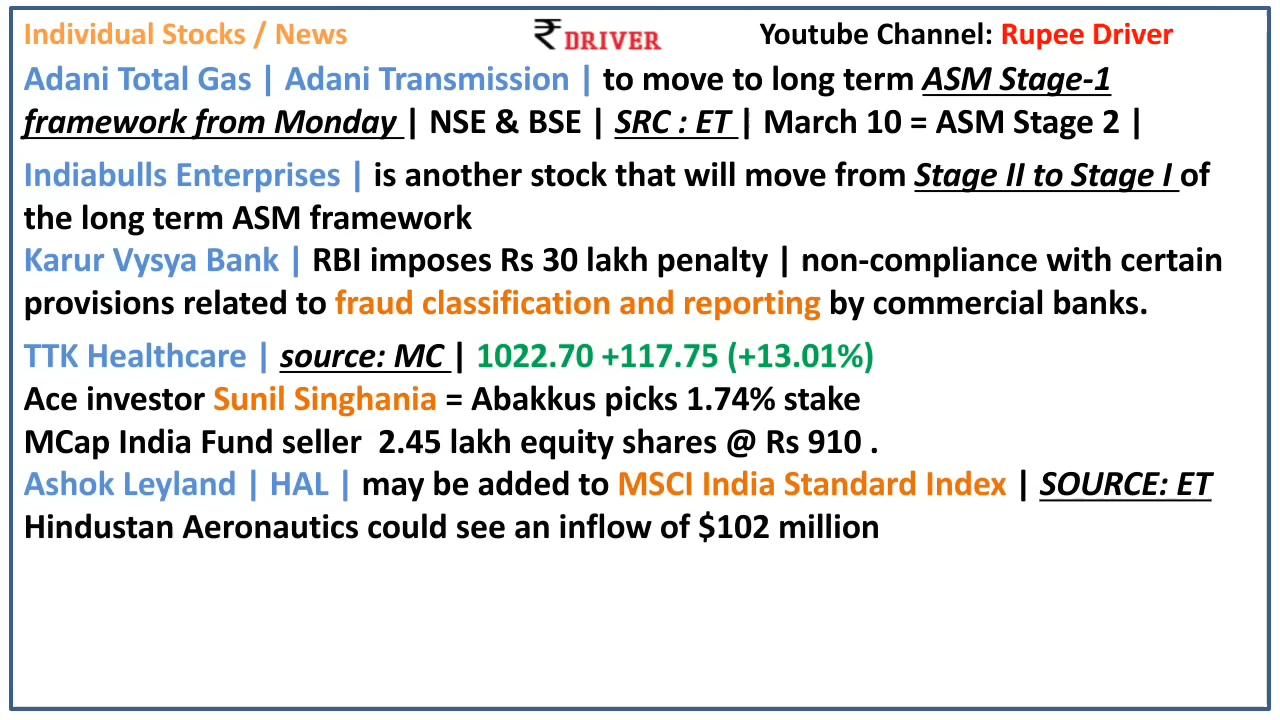 Individual Stocks / News
₹ DRIVER
Youtube Channel: Rupee Driver
Adani Total Gas | Adani Transmission | to move to long term ASM Stage-1
framework from Monday | NSE & BSE | SRC : ET | March 10 = ASM Stage 2 |
Indiabulls Enterprises | is another stock that will move from Stage II to Stage I of
the long term ASM framework
Karur Vysya Bank | RBI imposes Rs 30 lakh penalty | non-compliance with certain
provisions related to fraud classification and reporting by commercial banks.
TTK Healthcare | source: MC | 1022.70 +117.75 (+13.01%)
Ace investor Sunil Singhania = Abakkus picks 1.74% stake
MCap India Fund seller  2.45 lakh equity shares @ Rs 910 .
Ashok Leyland | HAL | may be added to MSCI India Standard Index | SOURCE: ET
Hindustan Aeronautics could see an inflow of $102 million